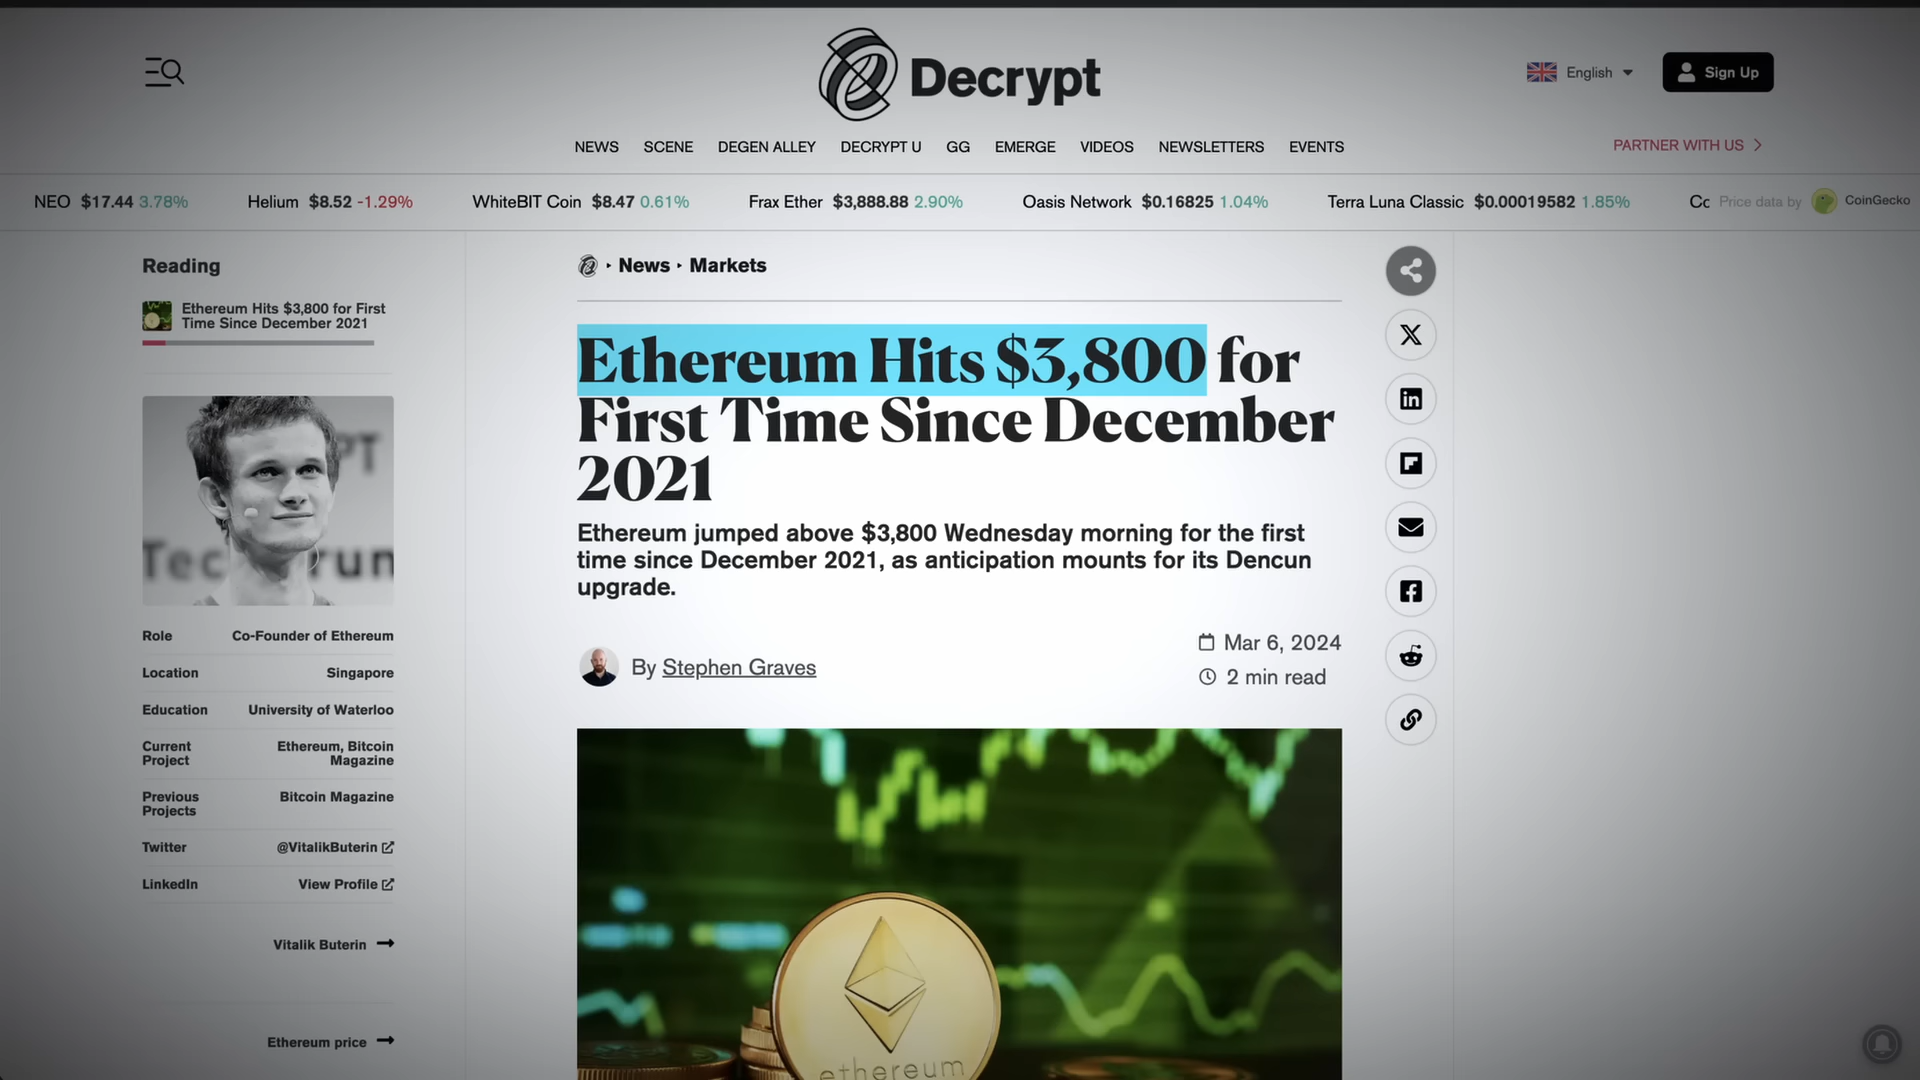 Decrypt
English
Sign Up
NEWS SCENE DEGEN ALLEY DECRYPT U GG EMERGE VIDEOS NEWSLETTERS EVENTS
PARTNER WITH US
NEO $17.44 3.78% Helium $8.52 -1.29% WhiteBIT Coin $8.47 0.61% Frax Ether $3,888.88 2.90% Oasis Network $0.16825 1.04% Terra Luna Classic $0.00019582 1.85% Price data by CoinGecko
Reading
Ethereum Hits $3,800 for First
Time Since December 2021
Role Co-Founder of Ethereum
Location Singapore
Education University of Waterloo
Current Project Ethereum, Bitcoin
Magazine
Previous Projects Bitcoin Magazine
Twitter @VitalikButerin
LinkedIn View Profile
Vitalik Buterin
Ethereum price
News Markets
Ethereum Hits $3,800 for
First Time Since December
2021
Ethereum jumped above $3,800 Wednesday morning for the first
time since December 2021, as anticipation mounts for its Dencun
upgrade.
By Stephen Graves
Mar 6, 2024
2 min read
ethereum